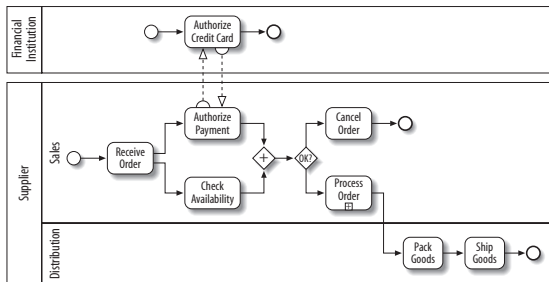 Financial
Institution
Authorize
Credit Card
Supplier
Sales
Receive
Order
Authorize
Payment
Check
Availability
OK?
Cancel
Order
Process
Order
Distribution
Pack
Goods
Ship
Goods